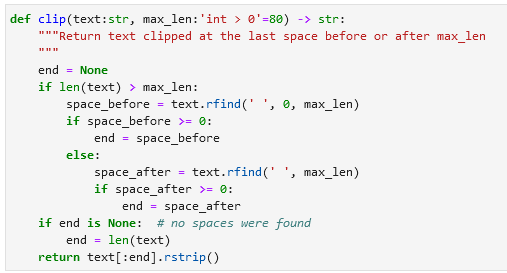 def clip(text:str, max_len:'int > 0'=80) -> str:
    """Return text clipped at the last space before or after max_len
    """
    end = None
    if len(text) > max_len:
        space_before = text.rfind(' ', 0, max_len)
        if space_before >= 0:
            end = space_before
        else:
            space_after = text.rfind(' ', max_len)
            if space_after >= 0:
                end = space_after
    if end is None:  # no spaces were found
        end = len(text)
    return text[:end].rstrip()